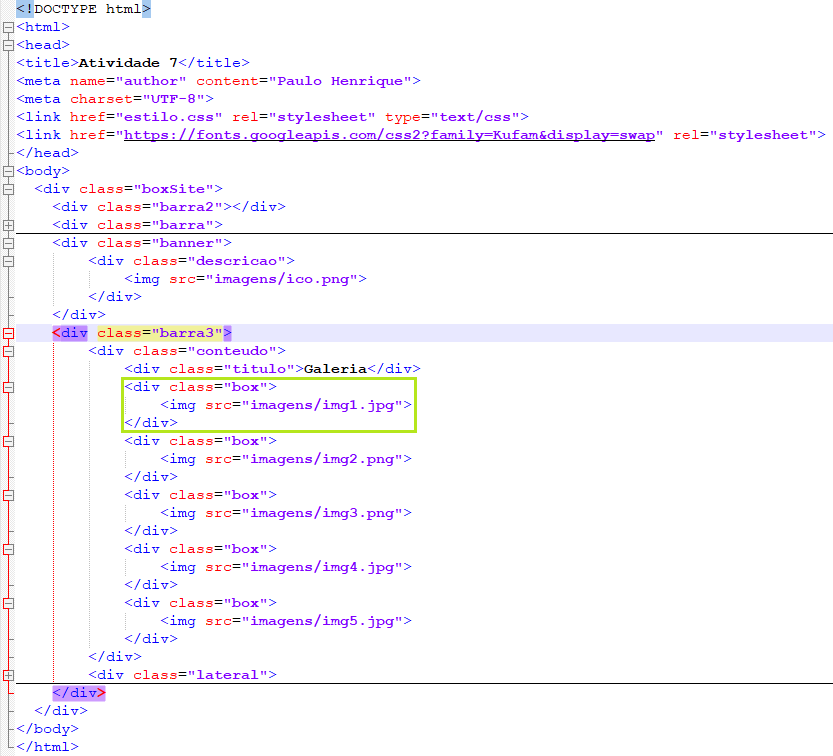 <!DOCTYPE html>
<html>
<head>
<title>Atividade 7</title>
<meta name="author" content="Paulo Henrique">
<meta charset="UTF-8">
<link href="estilo.css" rel="stylesheet" type="text/css">
<link href="https://fonts.googleapis.com/css2?family=Kufam&display=swap" rel="stylesheet">
</head>
<body>
<div class="boxSite">
<div class="barra2"></div>
<div class="barra">
<div class="banner">
<div class="descricao">
<img src="imagens/ico.png">
</div>
</div>
<div class="barra3">
<div class="conteudo">
<div class="titulo">Galeria</div>
<div class="box">
<img src="imagens/img1.jpg">
</div>
<div class="box">
<img src="imagens/img2.png">
</div>
<div class="box">
<img src="imagens/img3.png">
</div>
<div class="box">
<img src="imagens/img4.jpg">
</div>
<div class="box">
<img src="imagens/img5.jpg">
</div>
</div>
<div class="lateral">
</div>
</div>
</body>
</html>